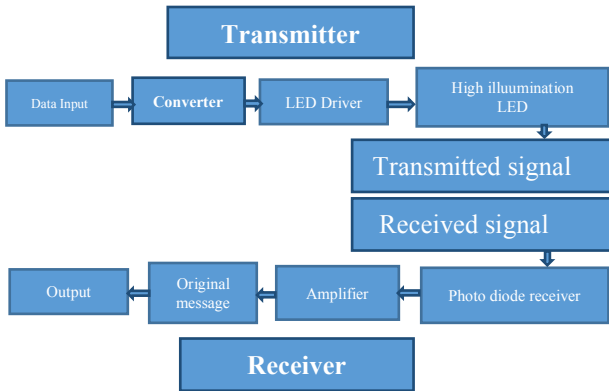 Transmitter
Data Input
Converter
LED Driver
High illuumination
LED
Transmitted signal
Received signal
Output
Original
message
Amplifier
Photo diode receiver
Receiver